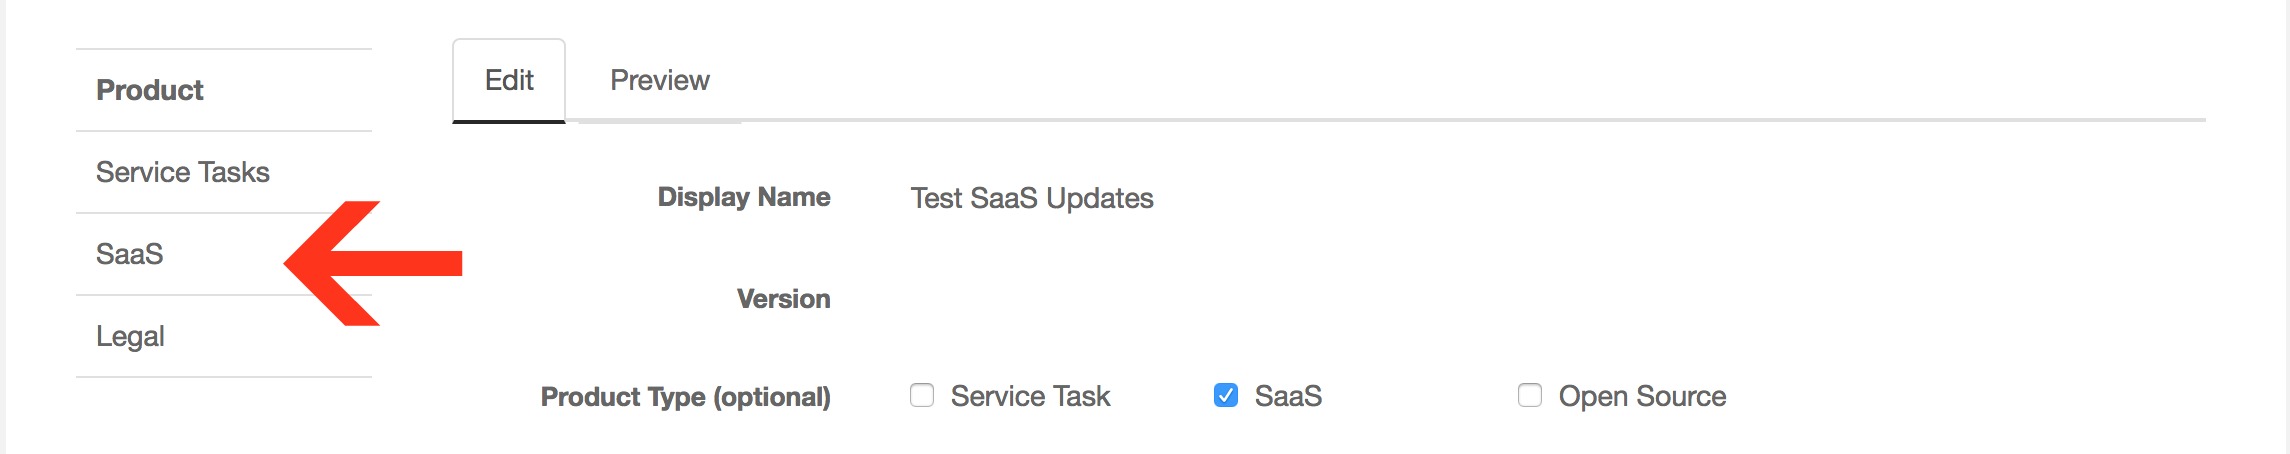 Product
Service Tasks
SaaS
Legal
Edit Preview
Display Name Test SaaS Updates
Version
Product Type (optional) Service Task SaaS Open Source